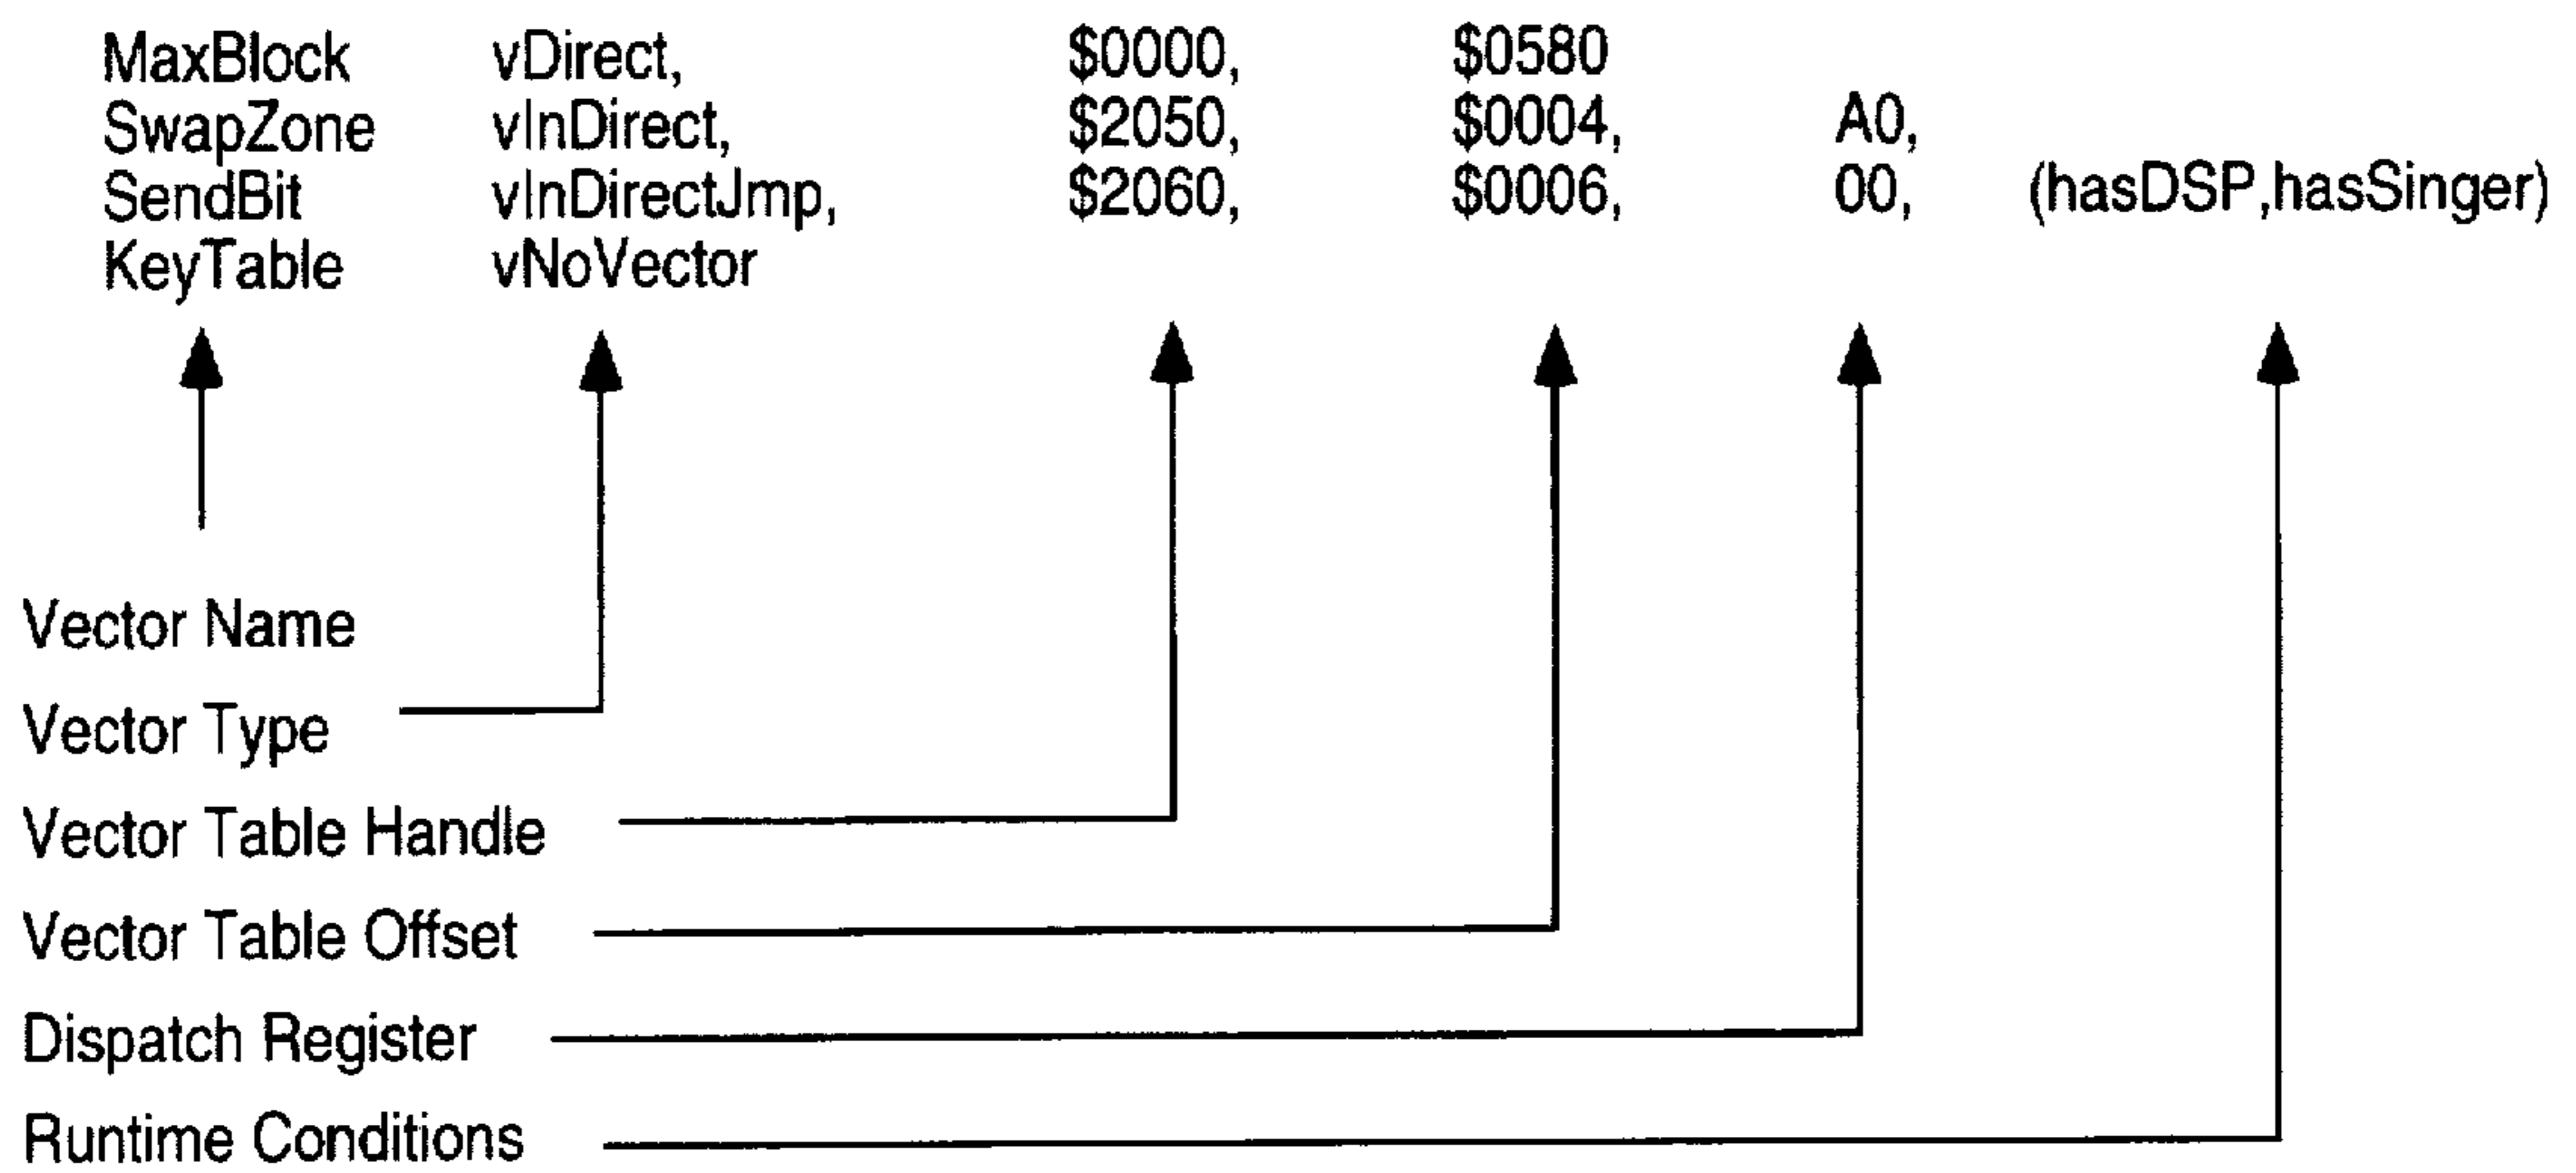 MaxBlock vDirect, $0000, $0580
SwapZone vInDirect, $2050, $0004, A0,
SendBit vInDirectJmp, $2060, $0006, 00, (hasDSP,hasSinger)
KeyTable vNoVector
Vector Name
Vector Type
Vector Table Handle
Vector Table Offset
Dispatch Register
Runtime Conditions